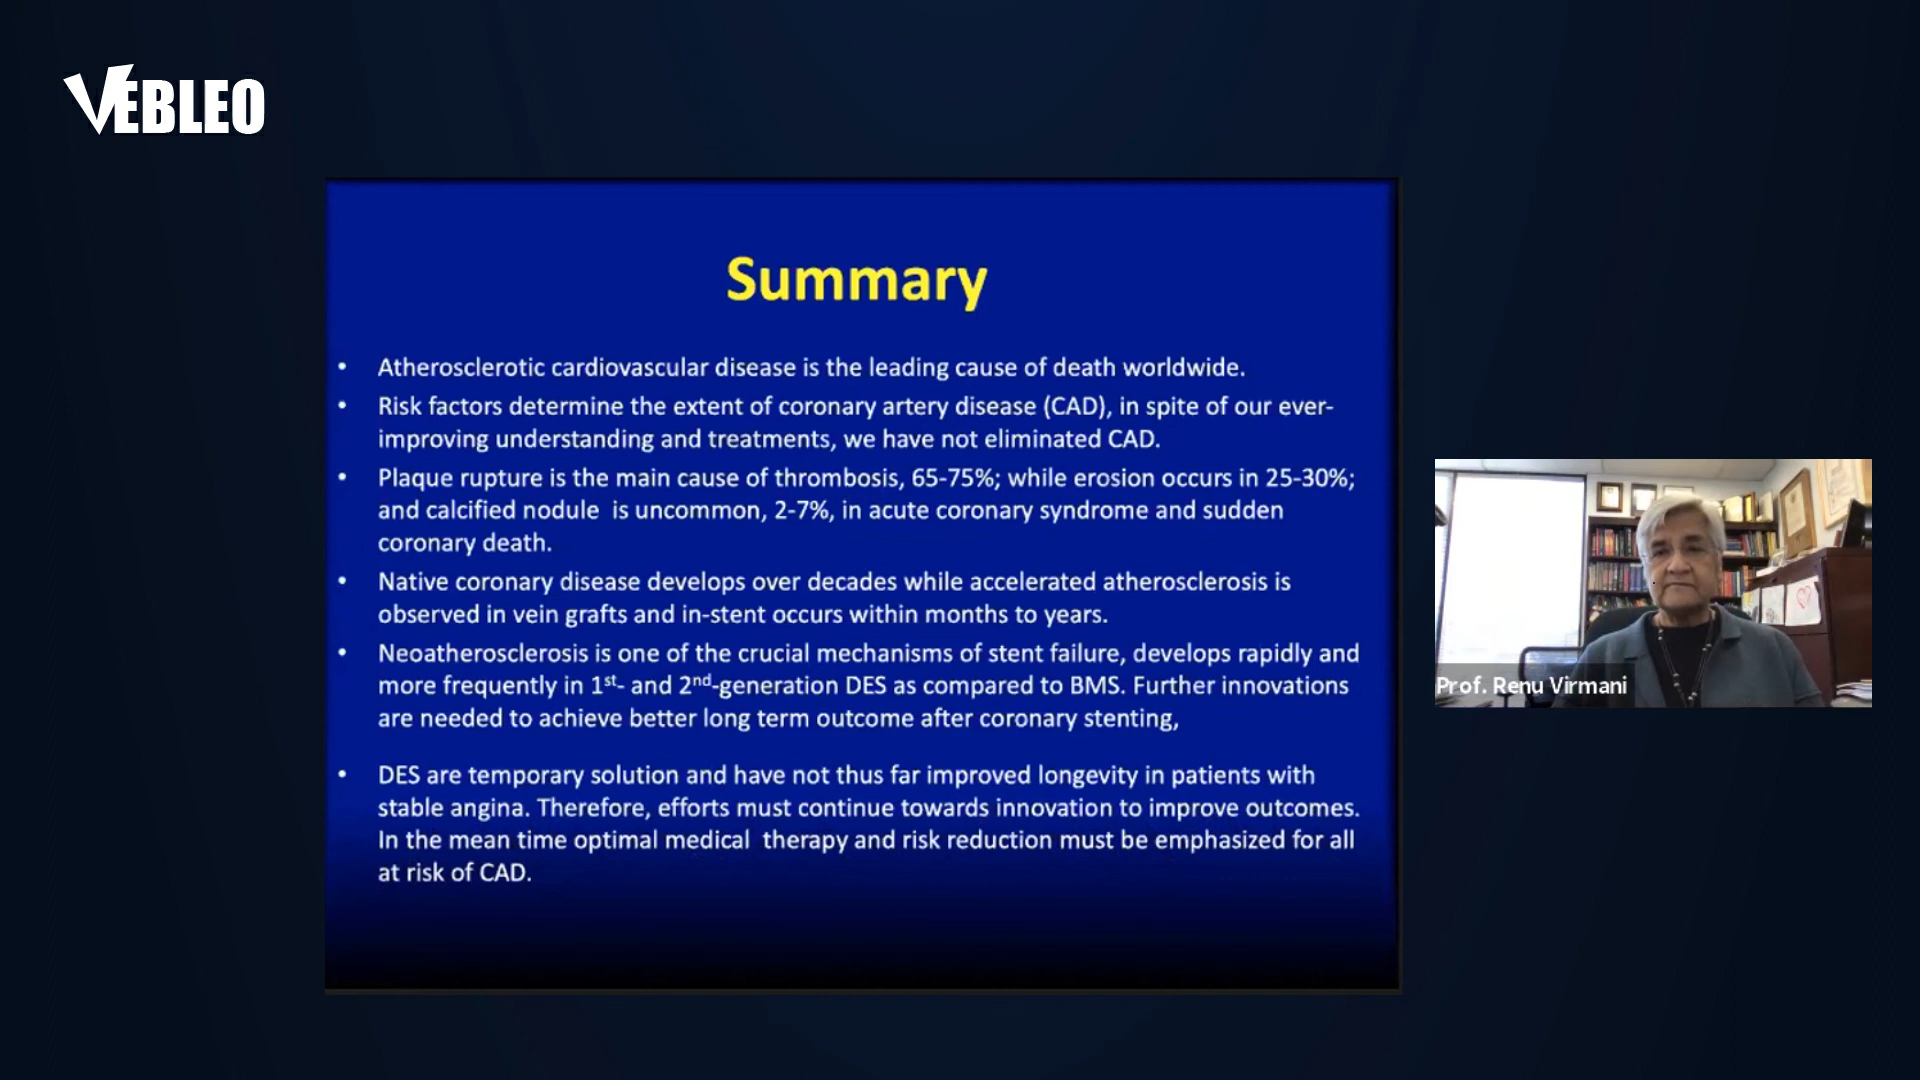 VEBLEO
Summary
• Atherosclerotic cardiovascular disease is the leading cause of death worldwide.
• Risk factors determine the extent of coronary artery disease (CAD), in spite of our ever-
improving understanding and treatments, we have not eliminated CAD.
• Plaque rupture is the main cause of thrombosis, 65-75%; while erosion occurs in 25-30%;
and calcified nodule  is uncommon, 2-7%, in acute coronary syndrome and sudden
coronary death.
• Native coronary disease develops over decades while accelerated atherosclerosis is
observed in vein grafts and in-stent occurs within months to years.
• Neoatherosclerosis is one of the crucial mechanisms of stent failure, develops rapidly and
more frequently in 1st- and 2nd-generation DES as compared to BMS. Further innovations
are needed to achieve better long term outcome after coronary stenting,
• DES are temporary solution and have not thus far improved longevity in patients with
stable angina. Therefore, efforts must continue towards innovation to improve outcomes.
In the mean time optimal medical  therapy and risk reduction must be emphasized for all
at risk of CAD.
Prof. Renu Virmani